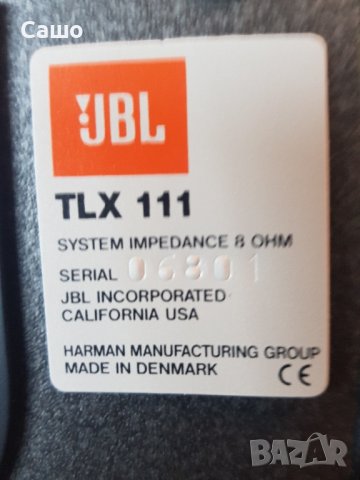 Сашо
JBL
TLX 111
SYSTEM IMPEDANCE 8 OHM
SERIAL 06801
JBL INCORPORATED
CALIFORNIA USA
HARMAN MANUFACTURING GROUP
MADE IN DENMARK CE
BAZAR